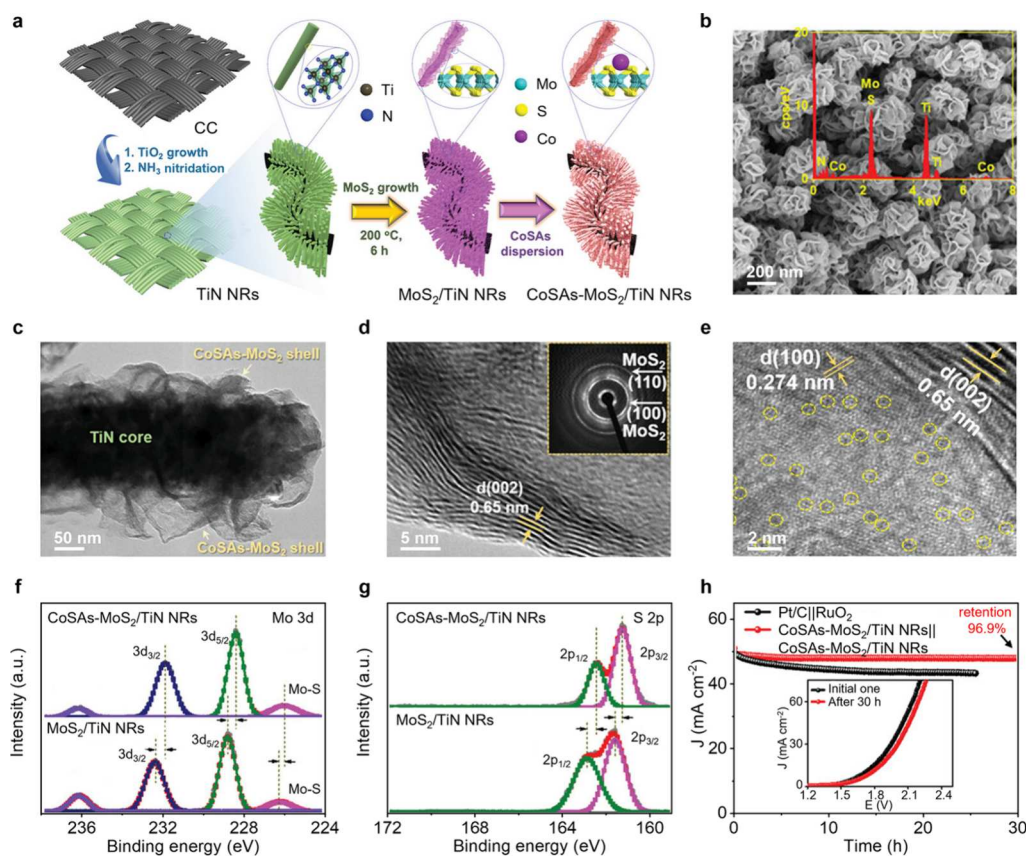 a
CC
1. TiO2 growth
2. NH3 nitridation
TiN NRs
Ti
N
MoS2 growth
200 °C,
6 h
Mo
S
Co
MoS2/TiN NRs
CoSAs
dispersion
CoSAs-MoS2/TiN NRs
b
20
10
0
cps/eV
N
Co
Mo
S
Ti
Ti
Co
0
2
4
6
8
keV
200 nm
c
CoSAs-MoS2 shell
TiN core
CoSAs-MoS2 shell
50 nm
d
MoS2
(110)
(100)
MoS2
d(002)
0.65 nm
5 nm
e
d(100)
0.274 nm
d(002)
0.65 nm
2 nm
f
CoSAs-MoS2/TiN NRs
Mo 3d
3d3/2
3d5/2
Mo-S
MoS2/TiN NRs
3d3/2
3d5/2
Mo-S
Intensity (a.u.)
236 232 228 224
Binding energy (eV)
g
CoSAs-MoS2/TiN NRs
S 2p
2p1/2
2p3/2
MoS2/TiN NRs
2p1/2
2p3/2
Intensity (a.u.)
172 168 164 160
Binding energy (eV)
h
60
40
20
0
J (mA cm-2)
Pt/C||RuO2
CoSAs-MoS2/TiN NRs||
CoSAs-MoS2/TiN NRs
retention
96.9%
Initial one
After 30 h
60
30
0
J (mA cm-2)
1.2 1.5 1.8 2.1 2.4
E (V)
0 10 20 30
Time (h)